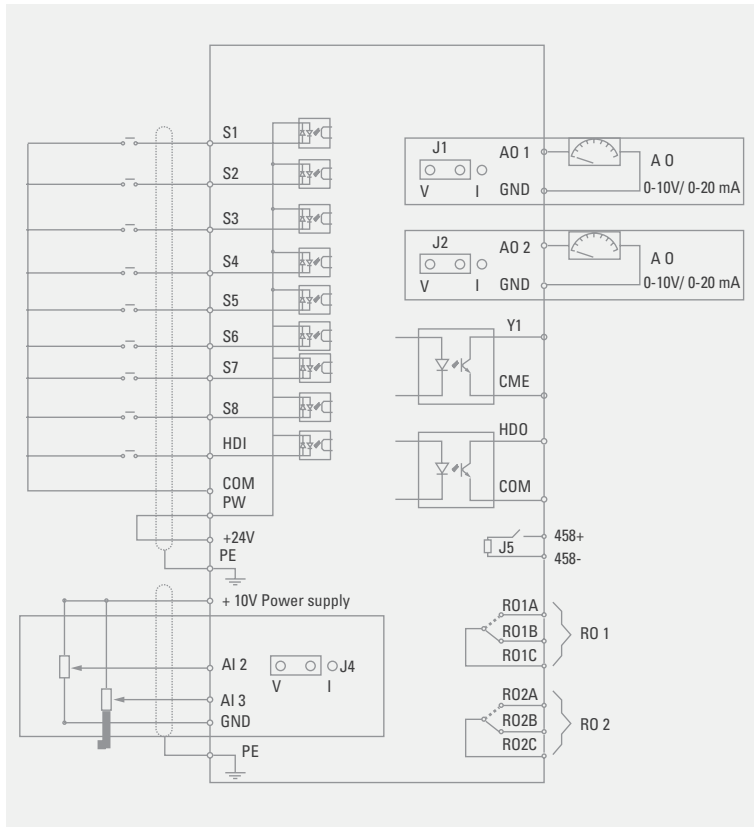 S1
S2
S3
S4
S5
S6
S7
S8
HDI
COM
PW
+24V
PE
+ 10V Power supply
AI 2
J4
V I
AI 3
GND
PE
J1
AO 1
A O
V I
GND
0-10V/ 0-20 mA
J2
AO 2
A O
V I
GND
0-10V/ 0-20 mA
Y1
CME
HDO
COM
458+
J5
458-
RO1A
RO1B
RO 1
RO1C
RO2A
RO2B
RO 2
RO2C